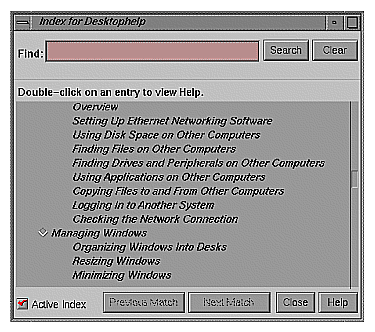 Index for Desktophelp
Find: Search Clear
Double-click on an entry to view Help.
Overview
Setting Up Ethernet Networking Software
Using Disk Space on Other Computers
Finding Files on Other Computers
Finding Drives and Peripherals on Other Computers
Using Applications on Other Computers
Copying Files to and From Other Computers
Logging in to Another System
Checking the Network Connection
Managing Windows
Organizing Windows Into Desks
Resizing Windows
Minimizing Windows
Active Index Previous Match Next Match Close Help